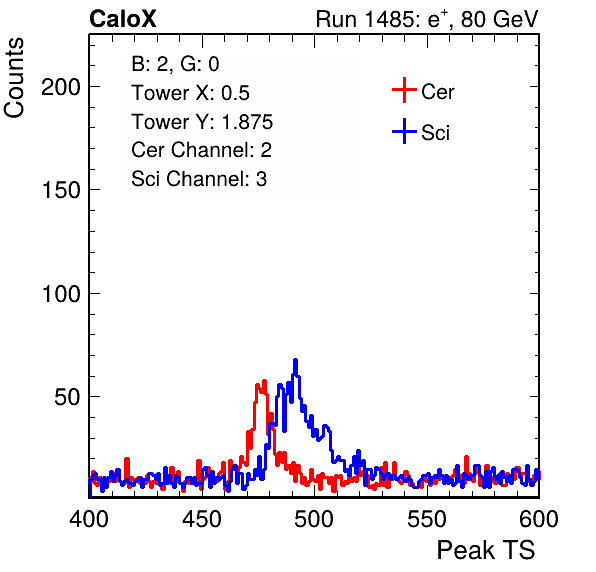 CaloX Run 1485: e⁺, 80 GeV
Counts
B: 2, G: 0
Tower X: 0.5
Tower Y: 1.875
Cer Channel: 2
Sci Channel: 3
Cer
Sci
200
150
100
50
400 450 500 550 600
Peak TS